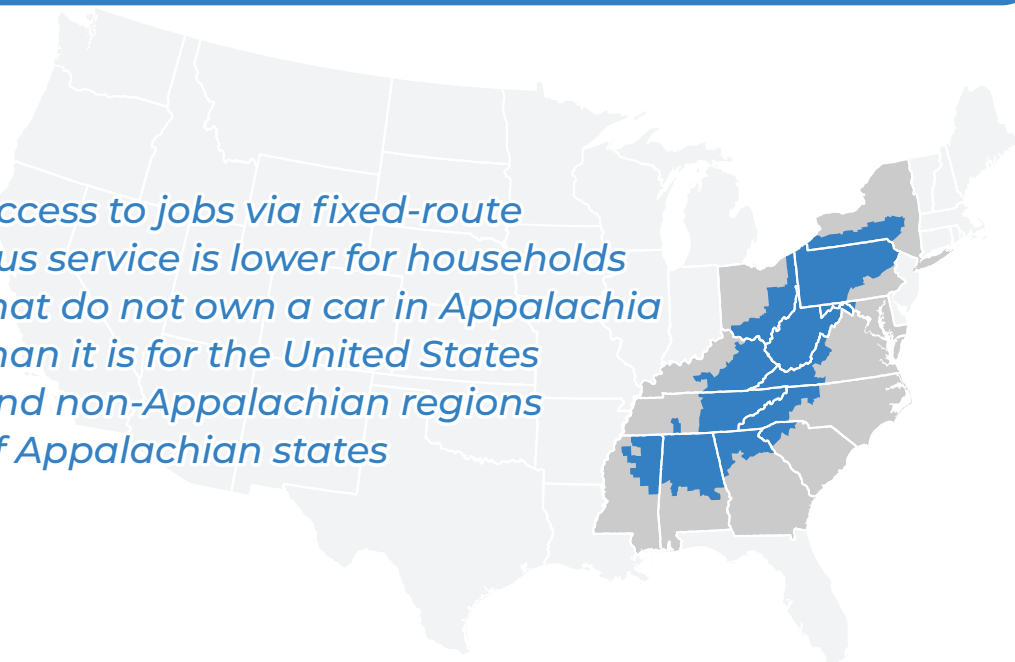 ccess to jobs via fixed-route
us service is lower for households
hat do not own a car in Appalachia
han it is for the United States
nd non-Appalachian regions
f Appalachian states